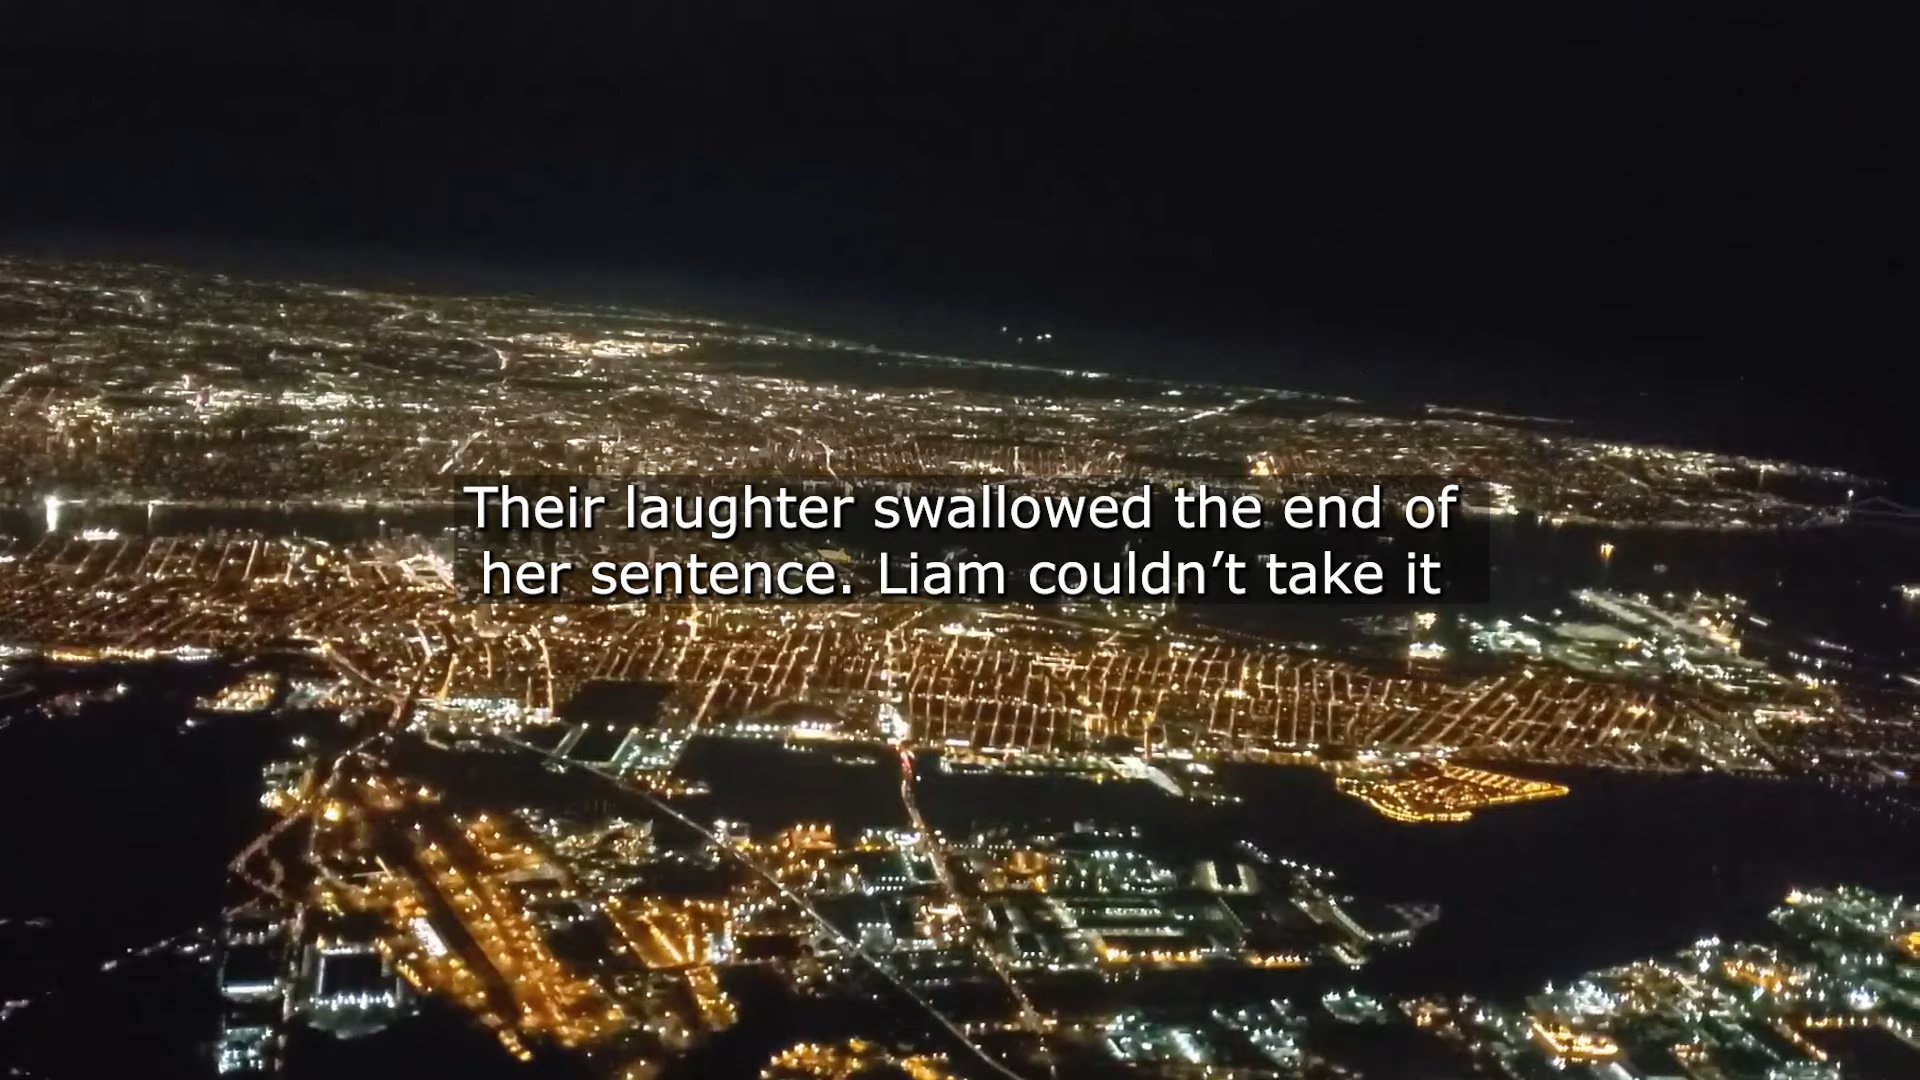 Their laughter swallowed the end of
her sentence. Liam couldn’t take it